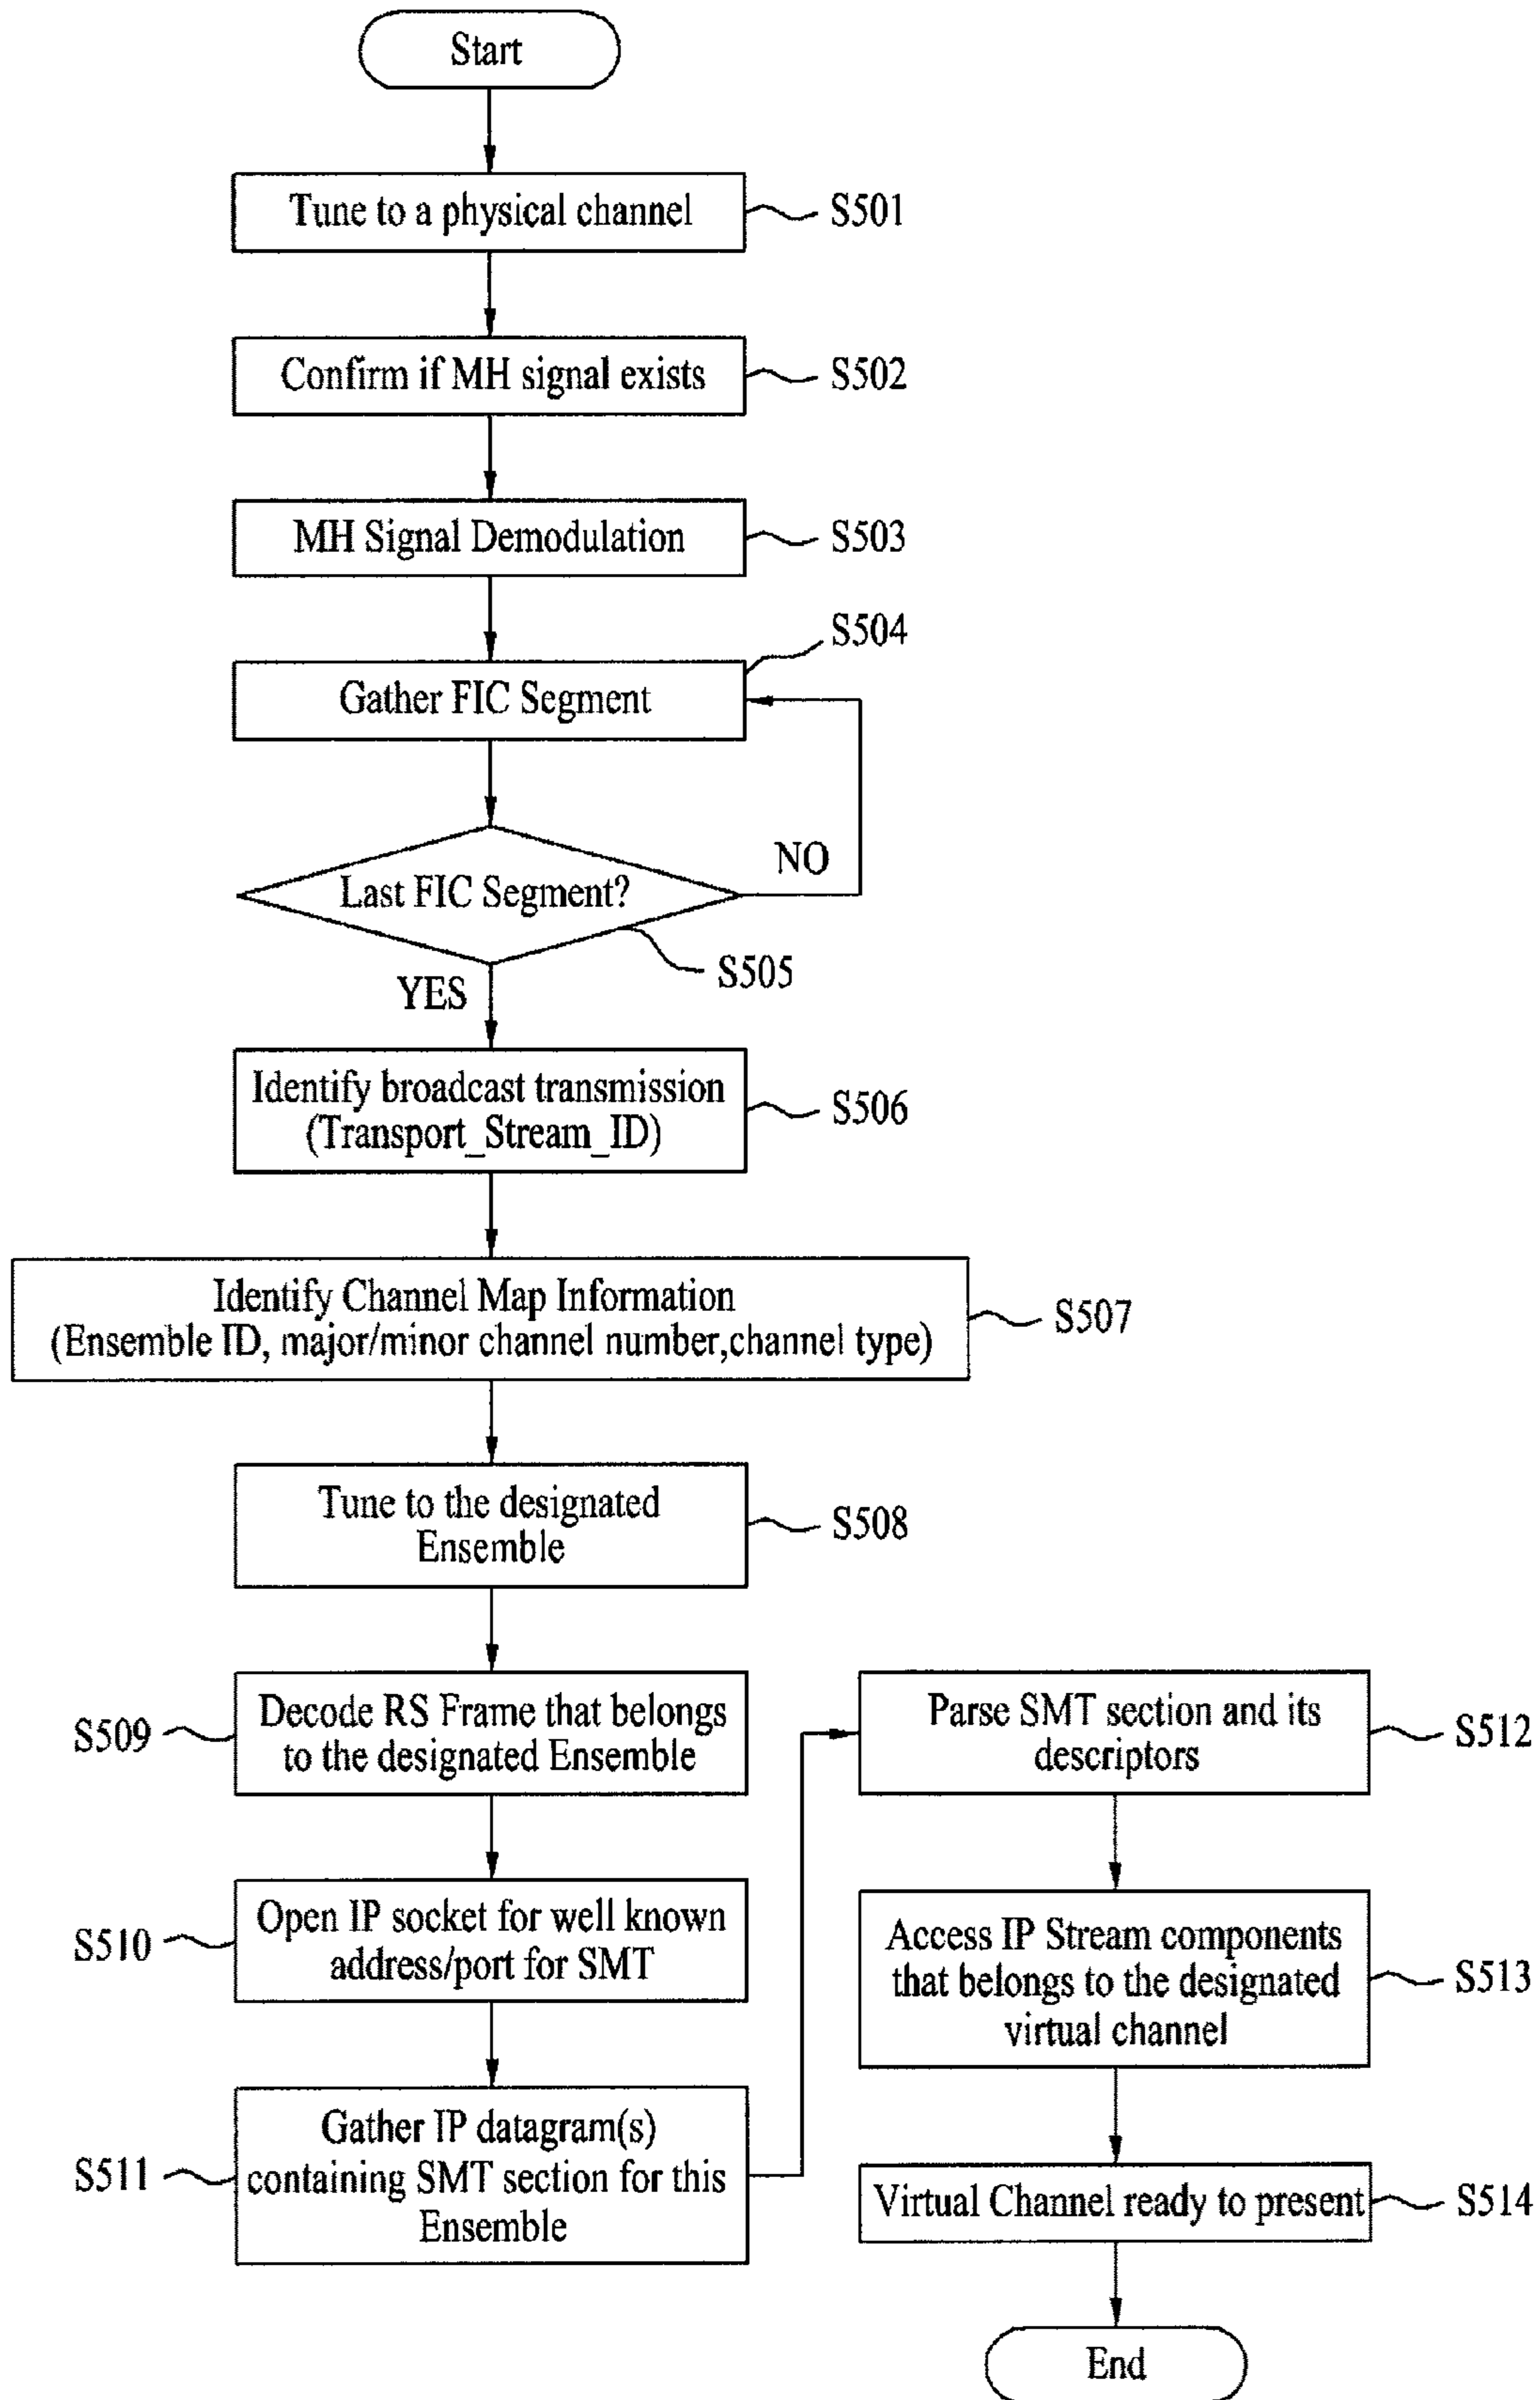 Start
Tune to a physical channel
S501
Confirm if MH signal exists
S502
MH Signal Demodulation
S503
S504
Gather FIC Segment
NO
Last FIC Segment?
S505
YES
Identify broadcast transmission
(Transport_Stream_ID)
S506
Identify Channel Map Information
(Ensemble ID, major/minor channel number,channel type)
S507
Tune to the designated
Ensemble
S508
S509
Decode RS Frame that belongs
to the designated Ensemble
S510
Open IP socket for well known
address/port for SMT
S511
Gather IP datagram(s)
containing SMT section for this
Ensemble
Parse SMT section and its
descriptors
S512
Access IP Stream components
that belongs to the designated
virtual channel
S513
Virtual Channel ready to present
S514
End